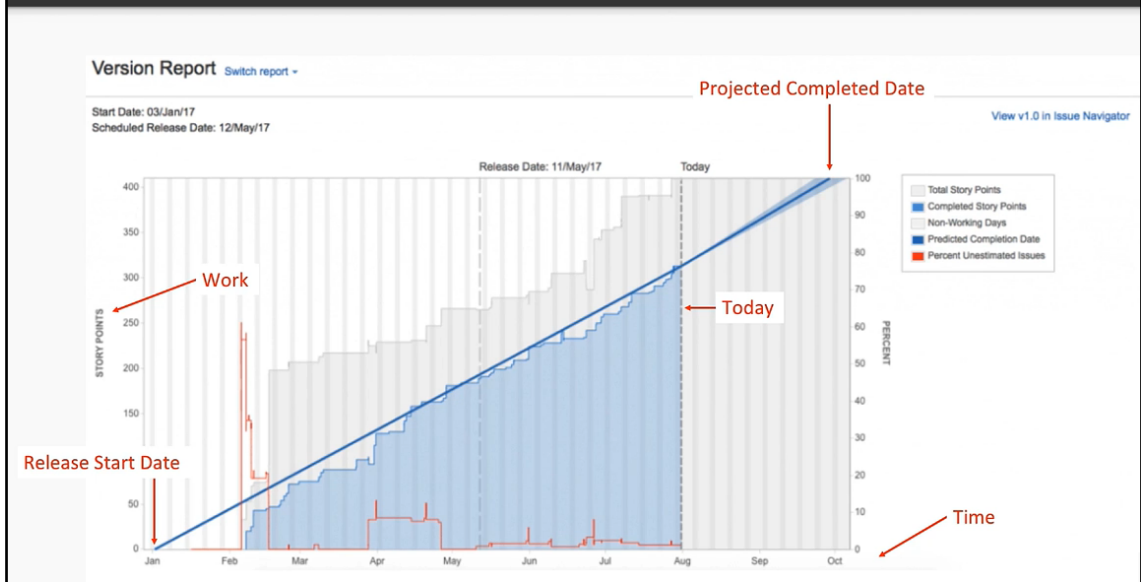 Version Report Switch report
Projected Completed Date
Start Date: 03/Jan/17
View v1.0 in Issue Navigator
Scheduled Release Date: 12/May/17
Release Date: 11/May/17
Today
400
350
300
250
200
150
50
0
STORY POINTS
100
90
80
70
60
50
40
30
20
10
0
PERCENT
Total Story Points
Completed Story Points
Non-Working Days
Predicted Completion Date
Percent Unestimated Issues
Work
Today
Release Start Date
Time
Jan Feb Mar Apr May Jun Jul Aug Sep Oct